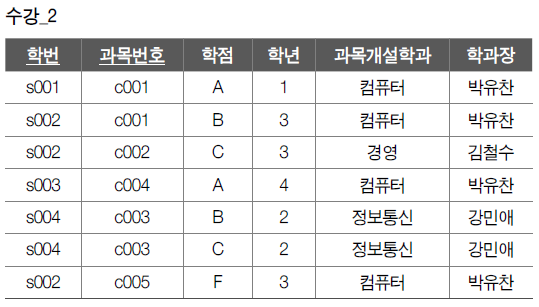 수강_2
학번 과목번호 학점 학년 과목개설학과 학과장
s001 c001 A 1 컴퓨터 박유찬
s002 c001 B 3 컴퓨터 박유찬
s002 c002 C 3 경영 김철수
s003 c004 A 4 컴퓨터 박유찬
s004 c003 B 2 정보통신 강민애
s004 c003 C 2 정보통신 강민애
s002 c005 F 3 컴퓨터 박유찬